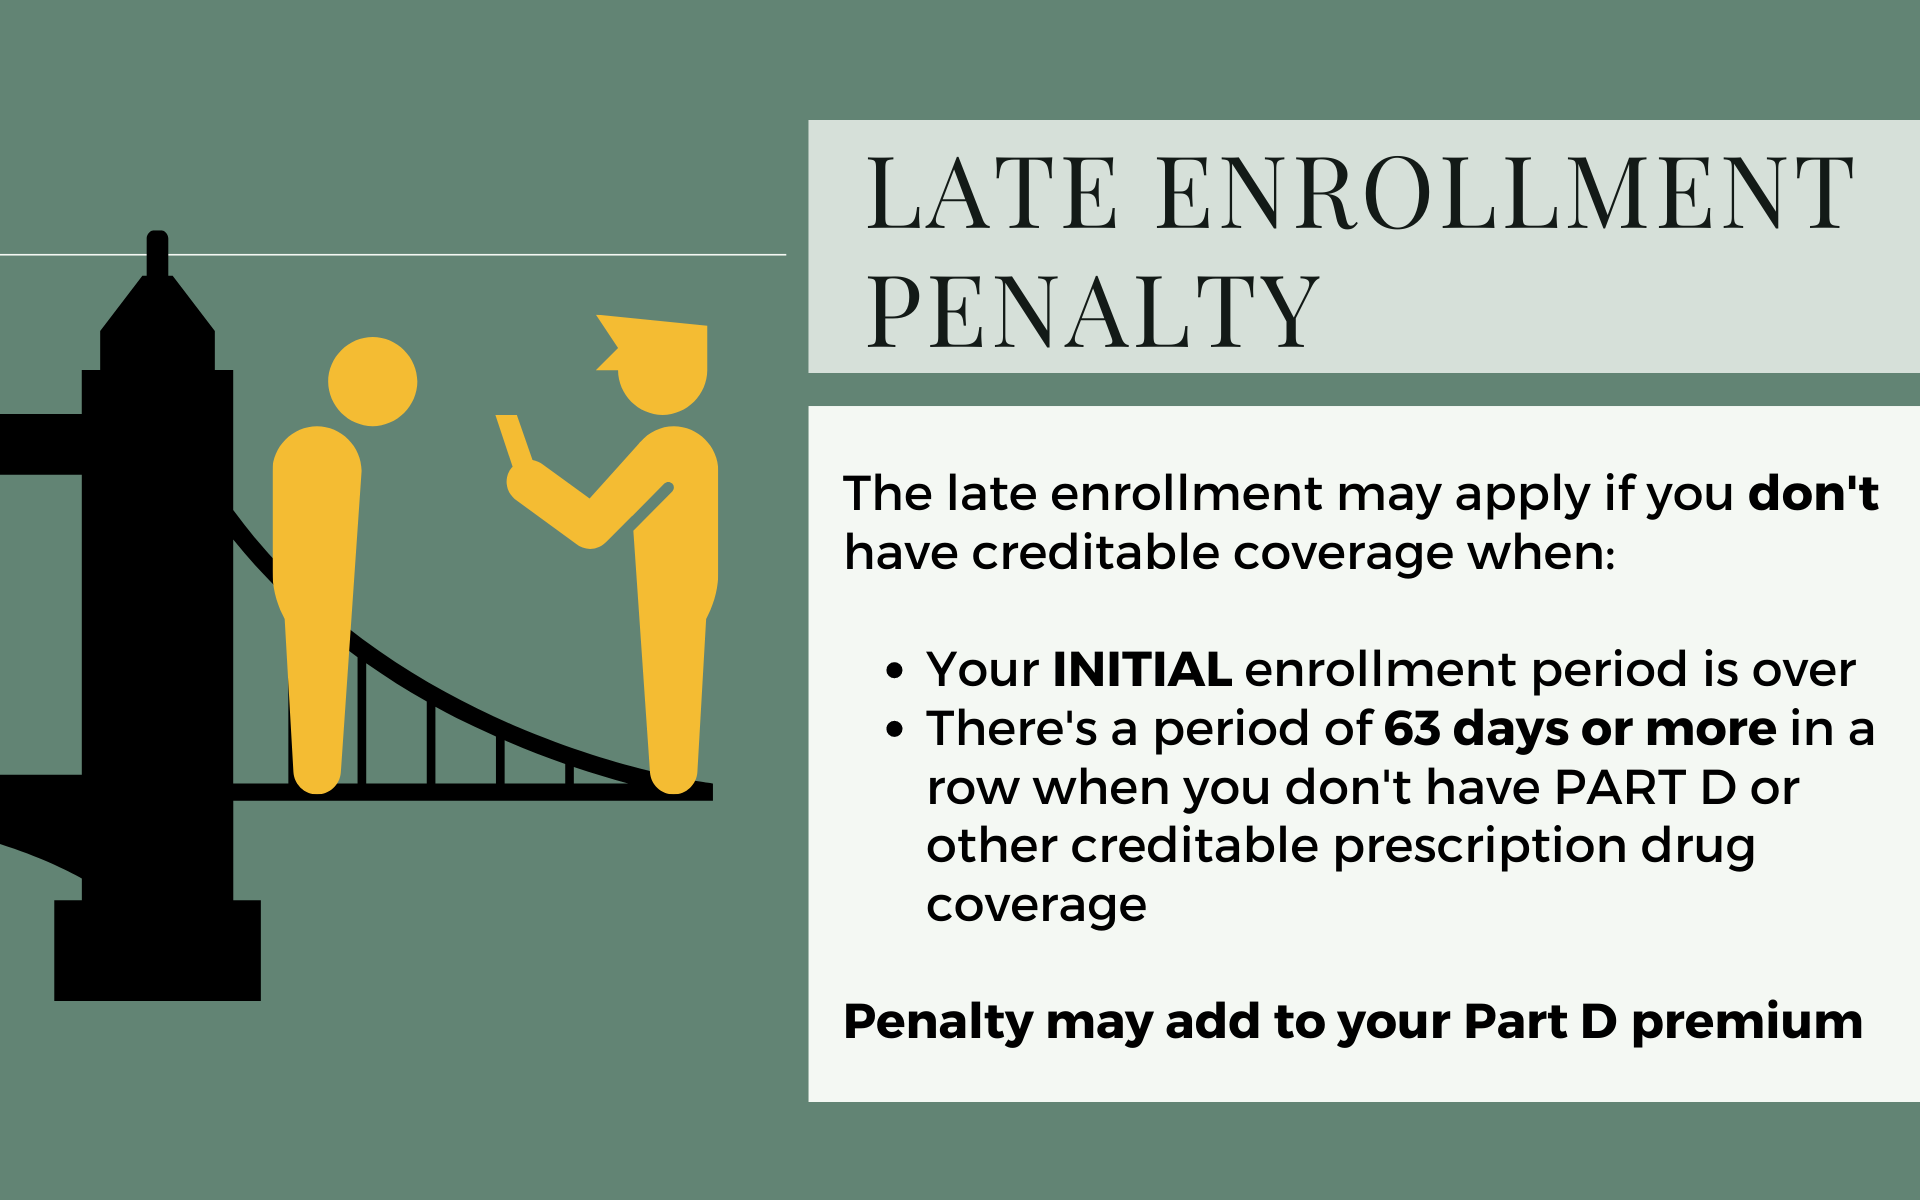 LATE ENROLLMENT
PENALTY
The late enrollment may apply if you don't
have creditable coverage when:
• Your INITIAL enrollment period is over
• There's a period of 63 days or more in a
row when you don't have PART D or
other creditable prescription drug
coverage
Penalty may add to your Part D premium